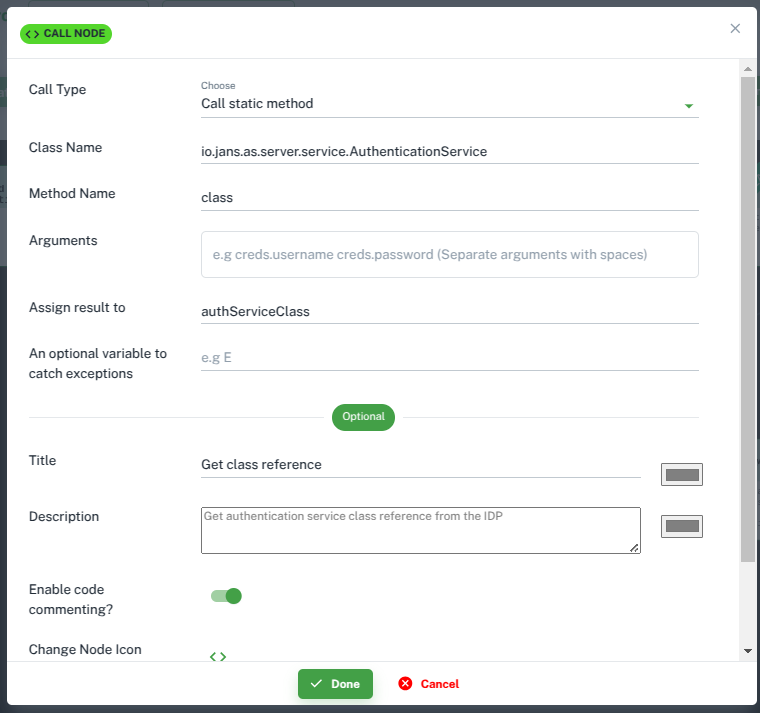 <> CALL NODE
Call Type
Choose
Call static method
Class Name
io.jans.as.server.service.AuthenticationService
Method Name
class
Arguments
e.g creds.username creds.password (Separate arguments with spaces)
Assign result to
authServiceClass
An optional variable to
catch exceptions
e.g E
Optional
Title
Get class reference
Description
Get authentication service class reference from the IDP
Enable code
commenting?
Change Node Icon
<>
Done
Cancel